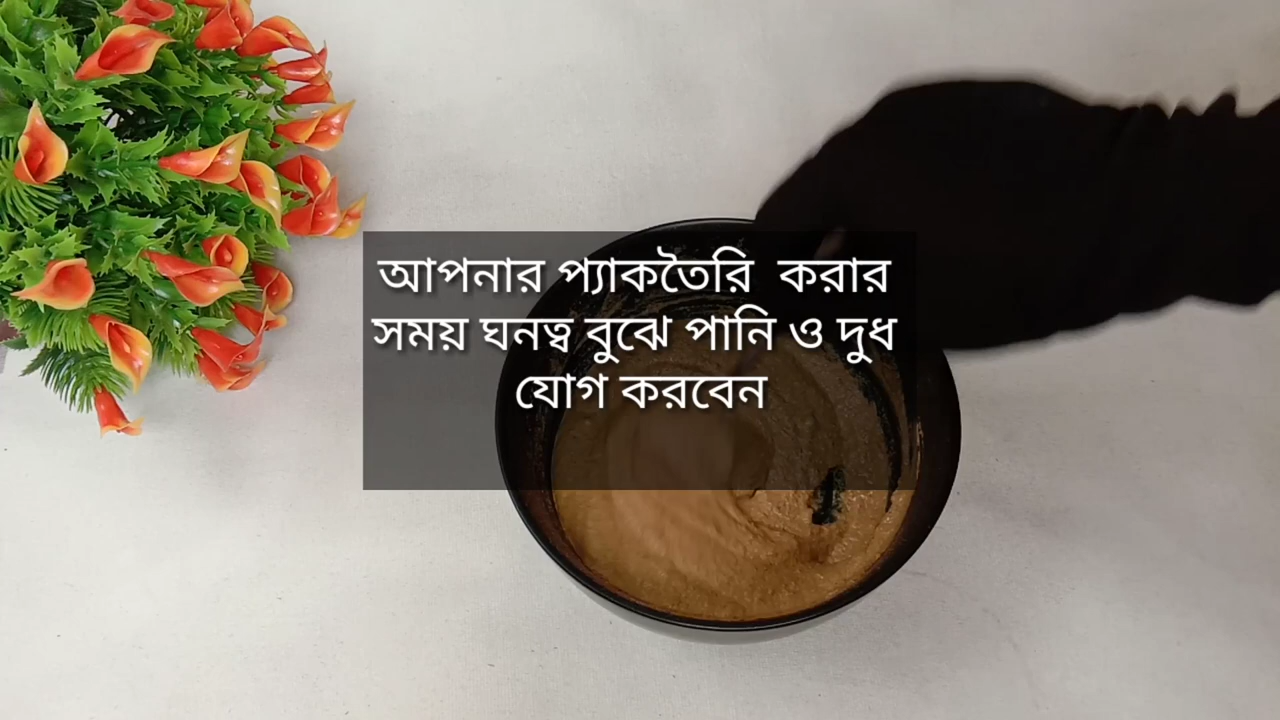 আপনার প্যাকতৈরি  করার
সময় ঘনত্ব বুঝে পানি ও দুধ
যোগ করবেন